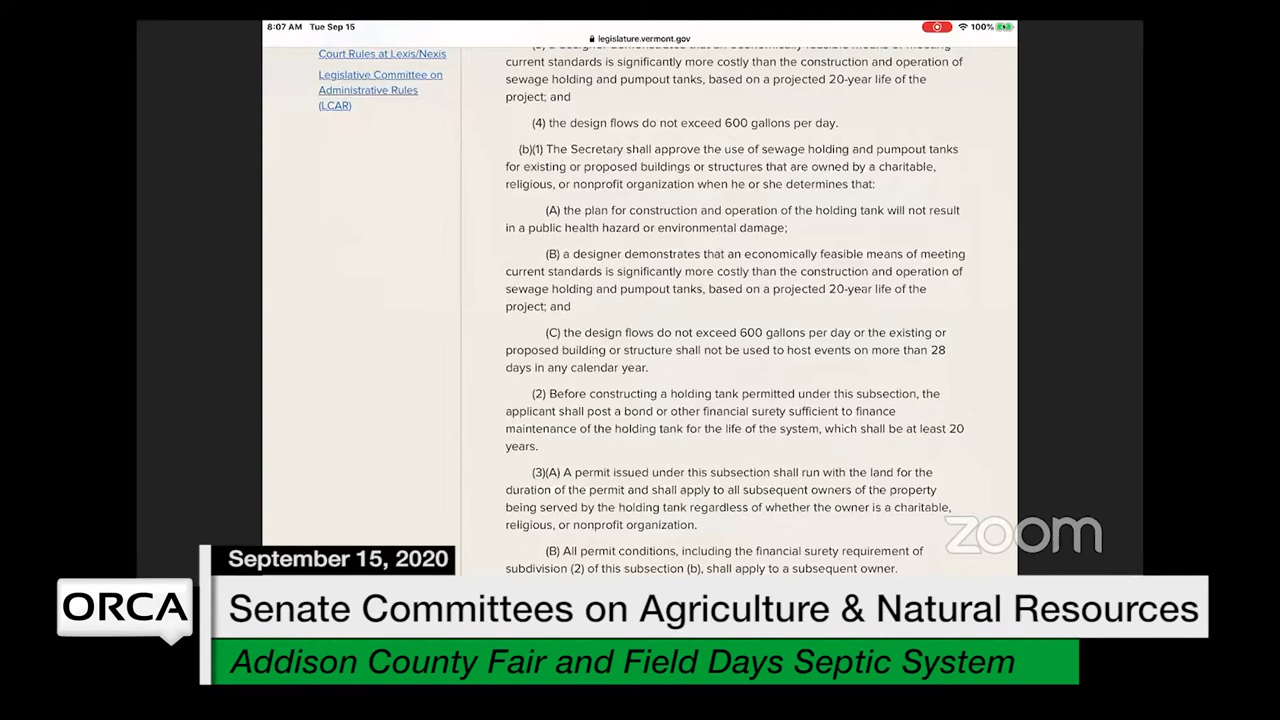 8:07 AM Tue Sep 15
100%
legislature.vermont.gov
Court Rules at Lexis/Nexis
Legislative Committee on
Administrative Rules
(LCAR)
a designer demonstrates that an economically feasible means of meeting
current standards is significantly more costly than the construction and operation of
sewage holding and pumpout tanks, based on a projected 20-year life of the
project; and
(4) the design flows do not exceed 600 gallons per day.
(b)(1) The Secretary shall approve the use of sewage holding and pumpout tanks
for existing or proposed buildings or structures that are owned by a charitable,
religious, or nonprofit organization when he or she determines that:
(A) the plan for construction and operation of the holding tank will not result
in a public health hazard or environmental damage;
(B) a designer demonstrates that an economically feasible means of meeting
current standards is significantly more costly than the construction and operation of
sewage holding and pumpout tanks, based on a projected 20-year life of the
project; and
(C) the design flows do not exceed 600 gallons per day or the existing or
proposed building or structure shall not be used to host events on more than 28
days in any calendar year.
(2) Before constructing a holding tank permitted under this subsection, the
applicant shall post a bond or other financial surety sufficient to finance
maintenance of the holding tank for the life of the system, which shall be at least 20
years.
(3)(A) A permit issued under this subsection shall run with the land for the
duration of the permit and shall apply to all subsequent owners of the property
being served by the holding tank regardless of whether the owner is a charitable,
religious, or nonprofit organization.
(B) All permit conditions, including the financial surety requirement of
subdivision (2) of this subsection (b), shall apply to a subsequent owner.
zoom
September 15, 2020
ORCA
Senate Committees on Agriculture & Natural Resources
Addison County Fair and Field Days Septic System